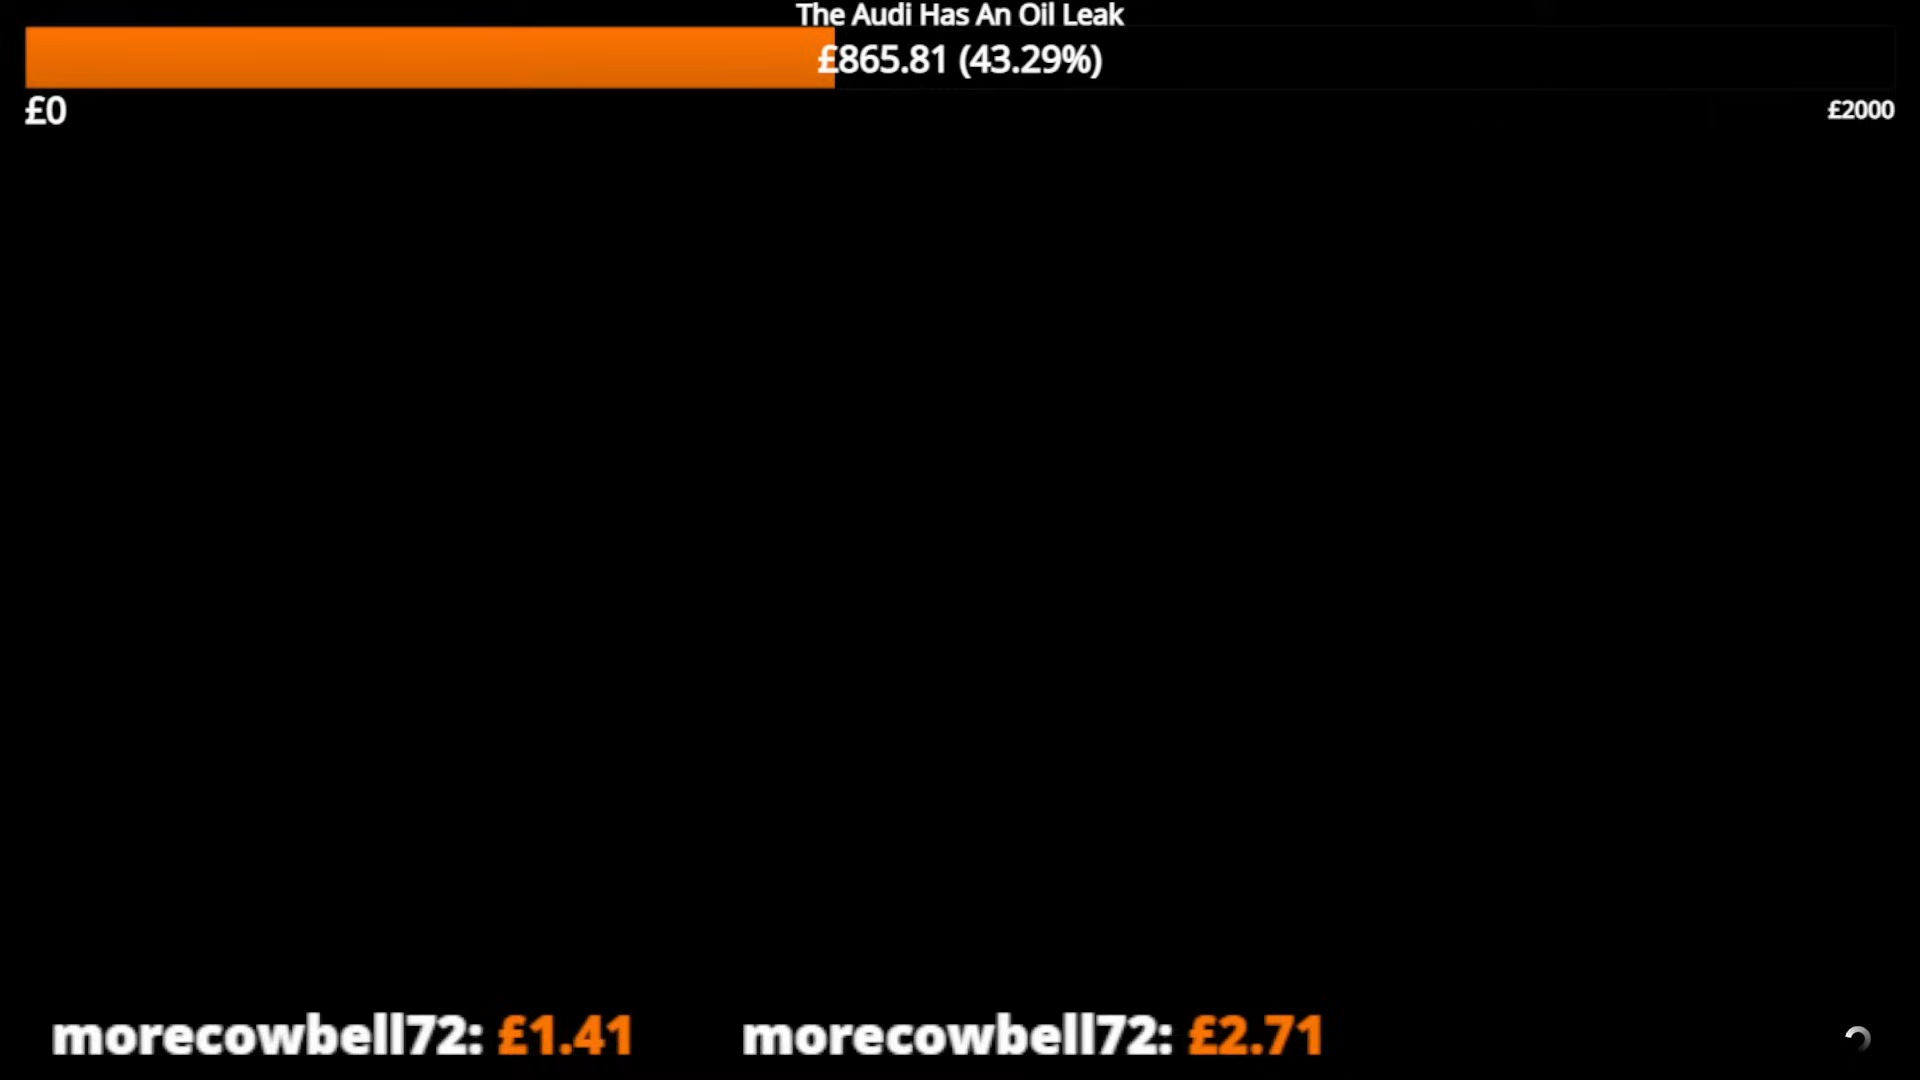 The Audi Has An Oil Leak
£865.81 (43.29%)
£0 £2000
morecowbell72: £1.41 morecowbell72: £2.71